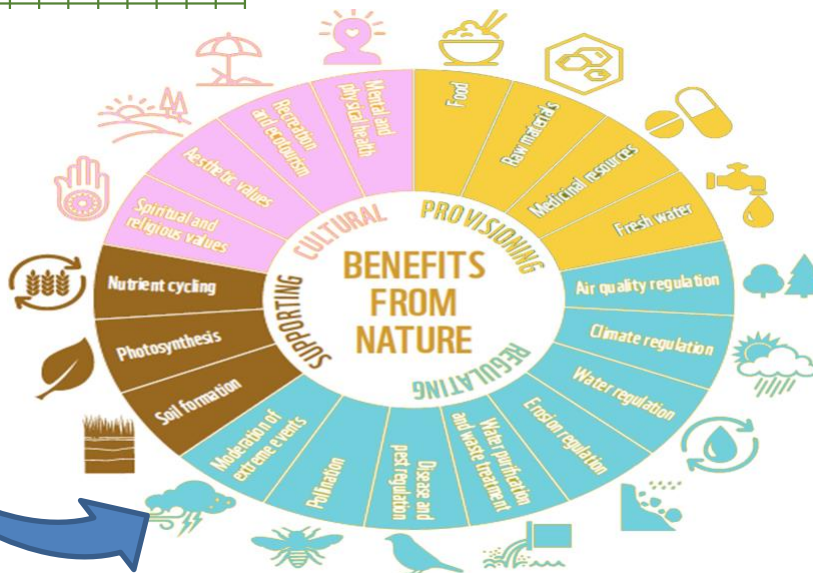 Mental and
physical health
Food
Raw materials
Medicinal resources
Fresh water
Air quality regulation
Climate regulation
Water regulation
Erosion regulation
Water purification
and waste treatment
Disease and
pest regulation
Pollination
Moderation of
extreme events
Soil formation
Photosynthesis
Nutrient cycling
Spiritual and
religious values
Aesthetic values
Recreation
and ecotourism
CULTURAL
PROVISIONING
REGULATING
SUPPORTING
BENEFITS
FROM
NATURE